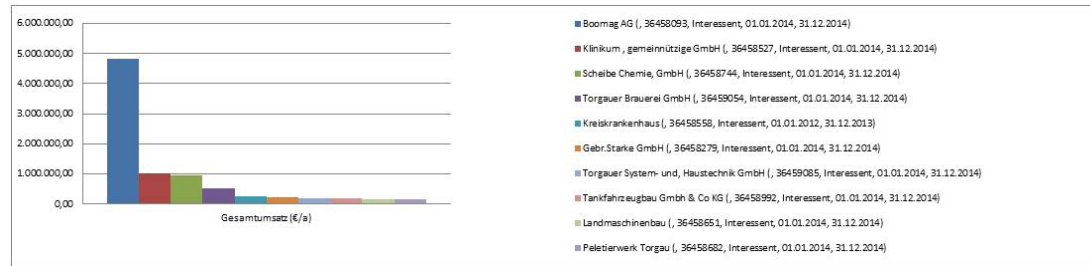 6.000.000,00
5.000.000,00
4.000.000,00
3.000.000,00
2.000.000,00
1.000.000,00
0,00
Gesamtumsatz (€/a)
Boomag AG (, 36458093, Interessent, 01.01.2014, 31.12.2014)
Klinikum , gemeinnützige GmbH (, 36458527, Interessent, 01.01.2014, 31.12.2014)
Scheibe Chemie, GmbH (, 36458744, Interessent, 01.01.2014, 31.12.2014)
Torgauer Brauerei GmbH (, 36459054, Interessent, 01.01.2014, 31.12.2014)
Kreiskrankenhaus (, 36458558, Interessent, 01.01.2012, 31.12.2013)
Gebr.Starke GmbH (, 36458279, Interessent, 01.01.2014, 31.12.2014)
Torgauer System- und, Haustechnik GmbH (, 36459085, Interessent, 01.01.2014, 31.12.2014)
Tankfahrzeugbau Gmbh & Co KG (, 36458992, Interessent, 01.01.2014, 31.12.2014)
Landmaschinenbau (, 36458651, Interessent, 01.01.2014, 31.12.2014)
Peletierwerk Torgau (, 36458682, Interessent, 01.01.2014, 31.12.2014)